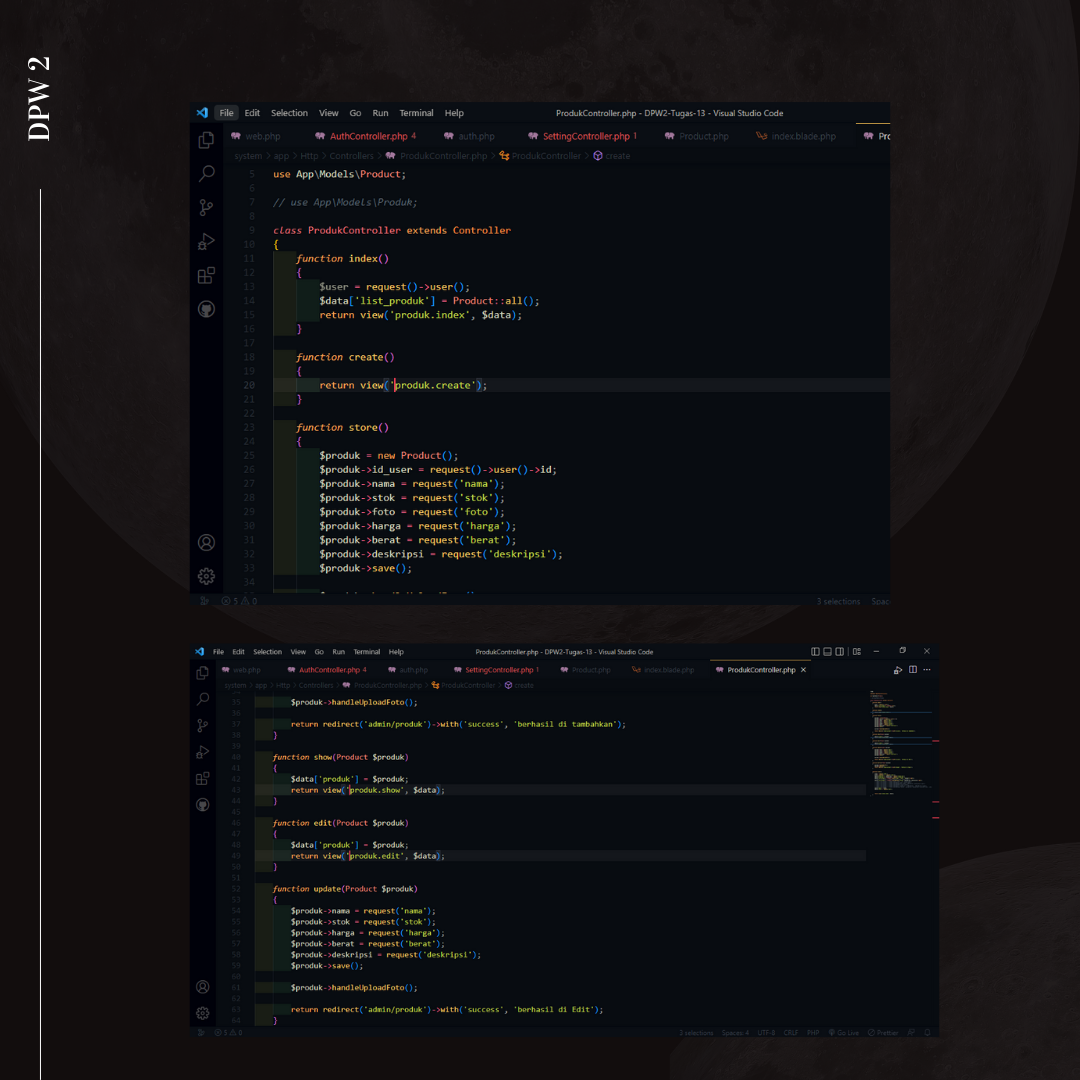 DPW 2
File Edit Selection View Go Run Terminal Help ProdukController.php - DPW2-Tugas-13 - Visual Studio Code
web.php AuthController.php 4 auth.php SettingController.php 1 Product.php index.blade.php Pro
system > app > Http > Controllers > ProdukController.php > ProdukController > create
5 use App\Models\Product;
6
7 // use App\Models\Produk;
8
9 class ProdukController extends Controller
10 {
11 function index()
12 {
13 $user = request()->user();
14 $data['list_produk'] = Product::all();
15 return view('produk.index', $data);
16 }
17
18 function create()
19 {
20 return view('produk.create');
21 }
22
23 function store()
24 {
25 $produk = new Product();
26 $produk->id_user = request()->user()->id;
27 $produk->nama = request('nama');
28 $produk->stok = request('stok');
29 $produk->foto = request('foto');
30 $produk->harga = request('harga');
31 $produk->berat = request('berat');
32 $produk->deskripsi = request('deskripsi');
33 $produk->save();
34
5 0 3 selections Spac
File Edit Selection View Go Run Terminal Help ProdukController.php - DPW2-Tugas-13 - Visual Studio Code
web.php AuthController.php 4 auth.php SettingController.php 1 Product.php index.blade.php ProdukController.php
system > app > Http > Controllers > ProdukController.php > ProdukController > create
35 $produk->handleUploadFoto();
36
37 return redirect('admin/produk')->with('success', 'berhasil di tambahkan');
38 }
39
40 function show(Product $produk)
41 {
42 $data['produk'] = $produk;
43 return view('produk.show', $data);
44 }
45
46 function edit(Product $produk)
47 {
48 $data['produk'] = $produk;
49 return view('produk.edit', $data);
50 }
51
52 function update(Product $produk)
53 {
54 $produk->nama = request('nama');
55 $produk->stok = request('stok');
56 $produk->harga = request('harga');
57 $produk->berat = request('berat');
58 $produk->deskripsi = request('deskripsi');
59 $produk->save();
60
61 $produk->handleUploadFoto();
62
63 return redirect('admin/produk')->with('success', 'berhasil di Edit');
64 }
5 6 2 selections Spaces: 4 UTF-8 CRLF PHP Go Live Prettier